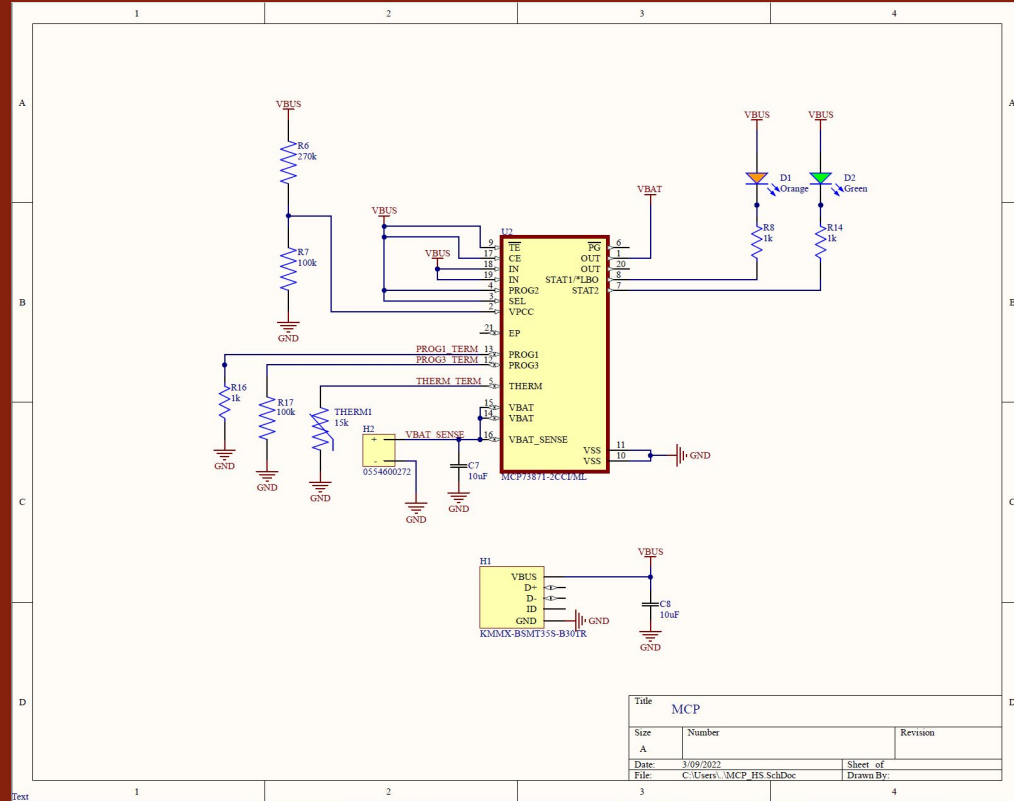 1 2 3 4
A A
VBUS
R6
270k
R7
100k
GND
VBUS
VBUS
VBAT
VBUS VBUS
D1
Orange
D2
Green
R8
1k
R14
1k
B B
U2
9 TE PG 6
17 CE OUT 1
18 IN OUT 20
19 IN STAT1/*LBO 8
4 PROG2 STAT2 7
3 SEL
2 VPCC
21 EP
PROG1_TERM 13 PROG1
PROG3_TERM 12 PROG3
THERM_TERM 5 THERM
15 VBAT
14 VBAT
VBAT_SENSE 16 VBAT_SENSE
VSS 11
VSS 10
GND
MCP73871-2CCI/ML
R16
1k
GND
R17
100k
GND
THERM1
15k
GND
H2
+
-
0554600272
GND
C7
10uF
GND
C C
H1
VBUS
D+
D-
ID
GND GND
KMMX-BSMT35S-B30TR
VBUS
C8
10uF
GND
D D
Title
MCP
Size Number Revision
A
Date: 3/09/2022 Sheet of
File: C:\Users\.\MCP_HS.SchDoc Drawn By:
1 2 3 4
Text